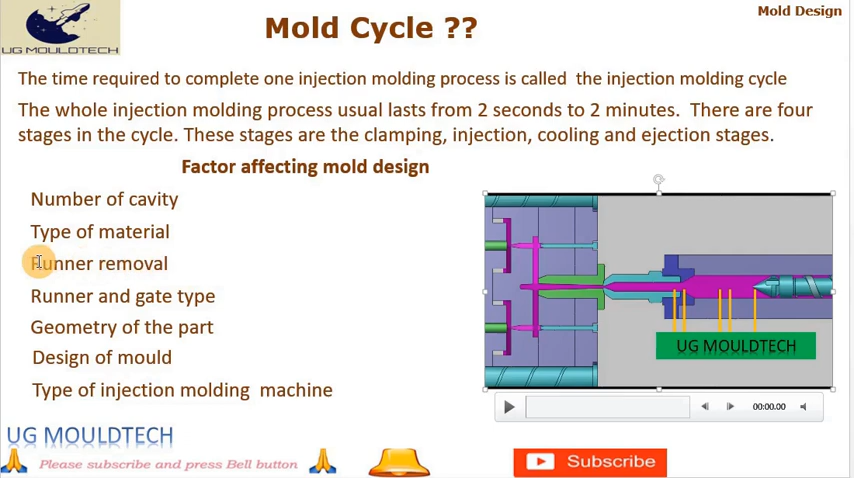 Mold Design
UG MOULDTECH
Mold Cycle ??
The time required to complete one injection molding process is called the injection molding cycle
The whole injection molding process usual lasts from 2 seconds to 2 minutes. There are four
stages in the cycle. These stages are the clamping, injection, cooling and ejection stages.
Factor affecting mold design
Number of cavity
Type of material
Runner removal
Runner and gate type
Geometry of the part
Design of mould
Type of injection molding machine
UG MOULDTECH
00:00.00
UG MOULDTECH
Please subscribe and press Bell button
Subscribe